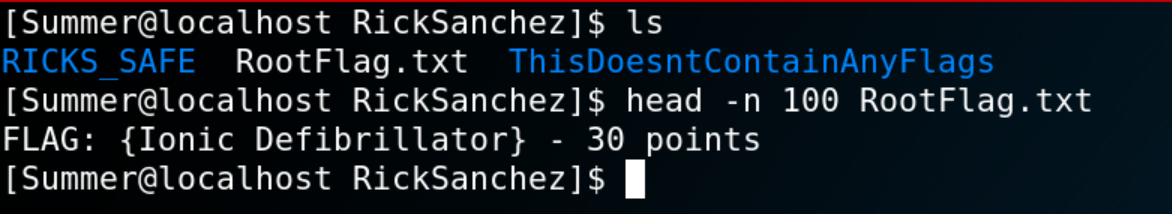 [Summer@localhost RickSanchez]$ ls
RICKS_SAFE  RootFlag.txt  ThisDoesntContainAnyFlags
[Summer@localhost RickSanchez]$ head -n 100 RootFlag.txt
FLAG: {Ionic Defibrillator} - 30 points
[Summer@localhost RickSanchez]$